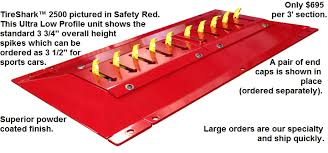 TireShark™ 2500 pictured in Safety Red.
This Ultra Low Profile unit shows the
standard 3 3/4" overall height
spikes which can be
ordered as 3 1/2" for
sports cars.
Only $695
per 3' section.
A pair of end
caps is shown in
place
(ordered separately).
Superior powder
coated finish.
Large orders are our specialty
and ship quickly.